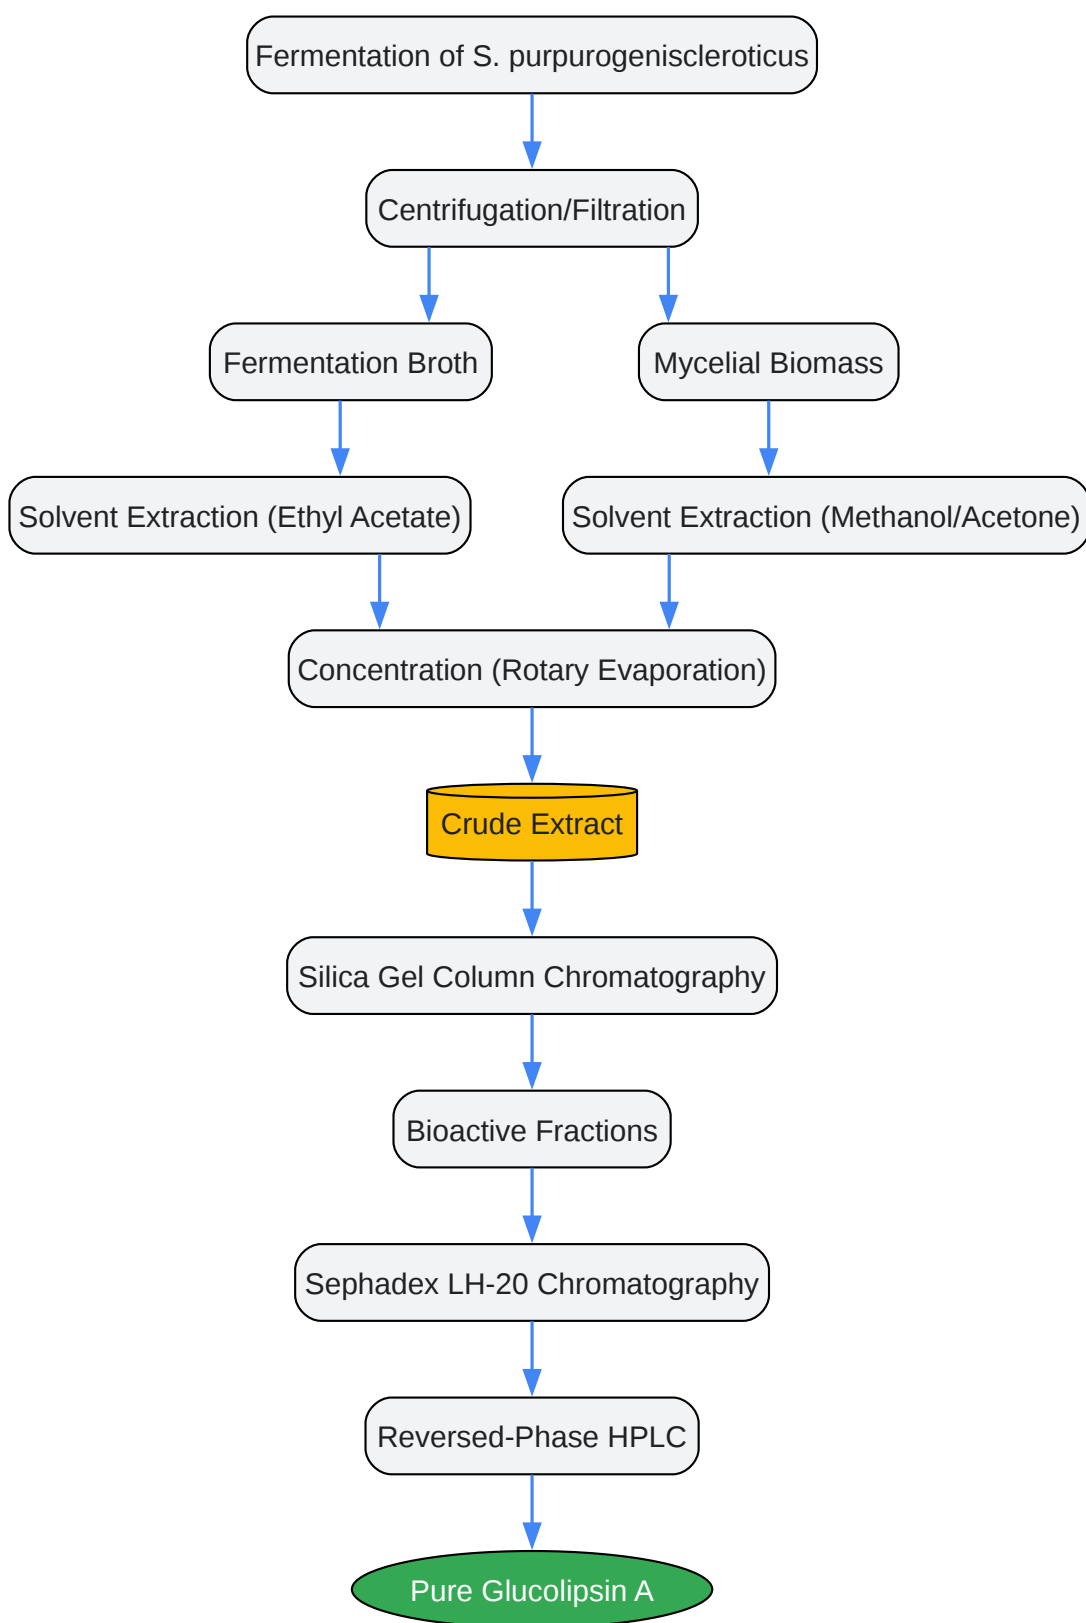 Fermentation of S. purpurogeniscleroticus
Centrifugation/Filtration
Fermentation Broth
Mycelial Biomass
Solvent Extraction (Ethyl Acetate)
Solvent Extraction (Methanol/Acetone)
Concentration (Rotary Evaporation)
Crude Extract
Silica Gel Column Chromatography
Bioactive Fractions
Sephadex LH-20 Chromatography
Reversed-Phase HPLC
Pure Glucolipsin A